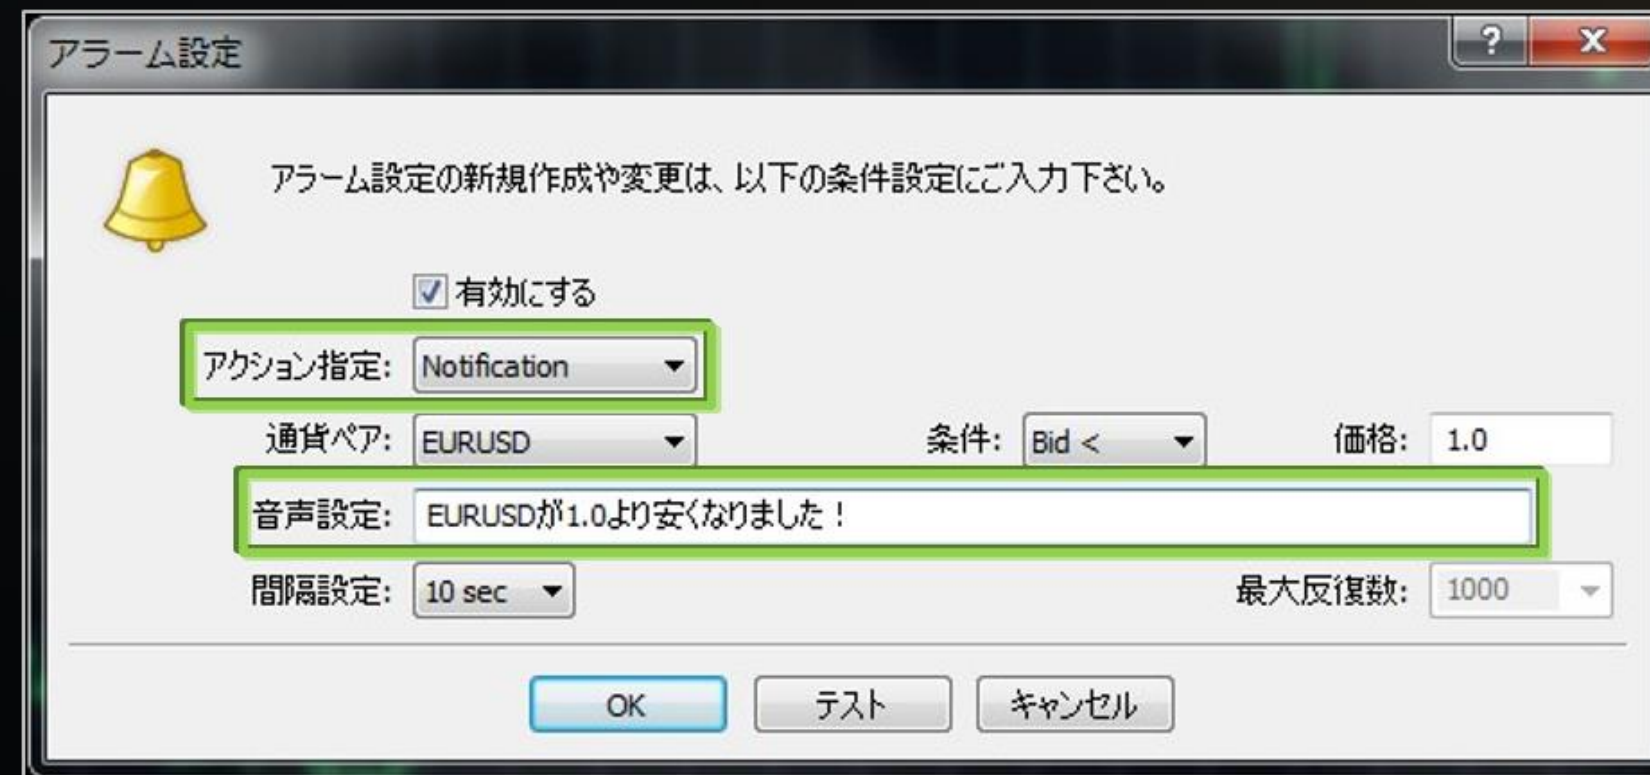 アラーム設定
?
アラーム設定の新規作成や変更は、以下の条件設定にご入力下さい。
有効にする
アクション指定: Notification
通貨ペア: EURUSD 条件: Bid < 価格: 1.0
音声設定: EURUSDが1.0より安くなりました！
間隔設定: 10 sec 最大反復数: 1000
OK テスト キャンセル